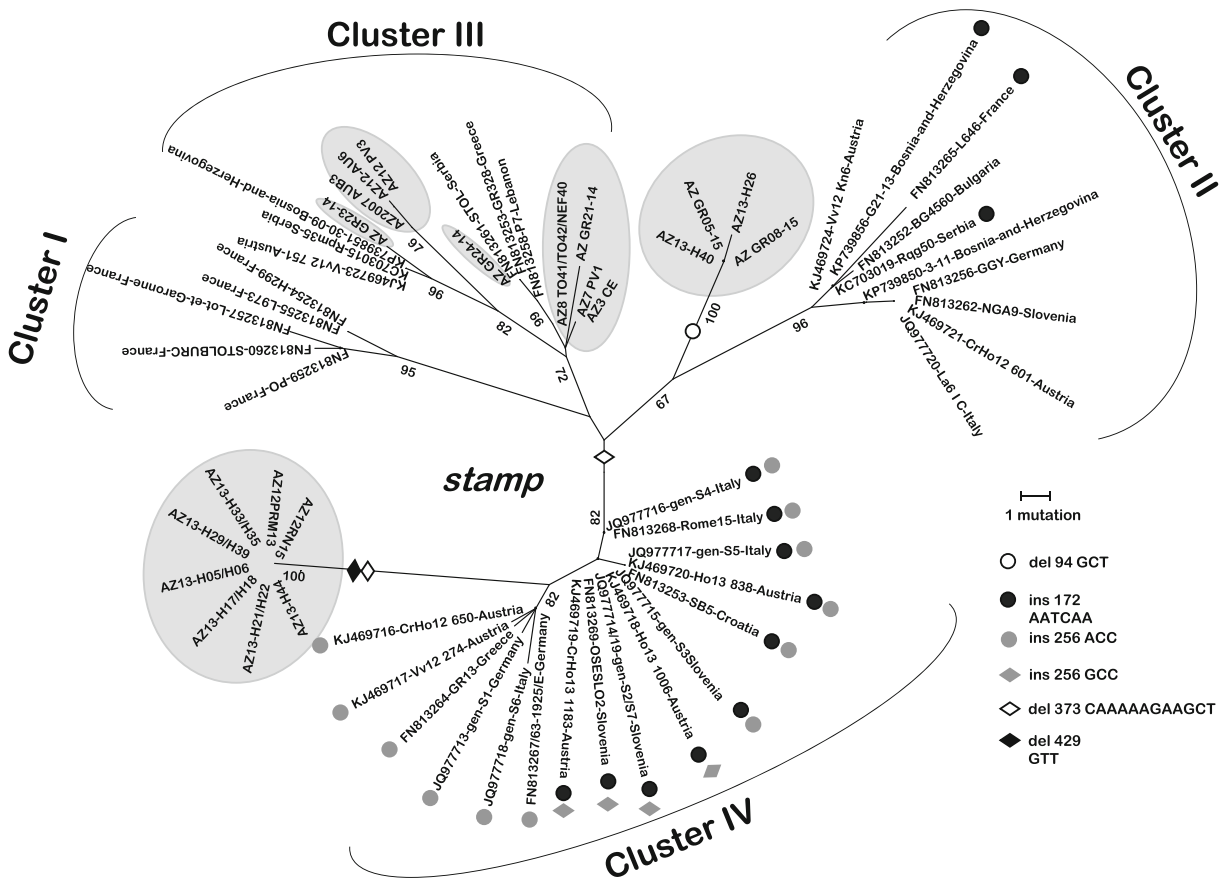 Cluster III
Cluster II
Cluster I
KP739651-30-09-Bosnia-and-Herzegovina
KC703015-Rpm35-Serbia
KJ469723-Vv12 751-Austria
AZ GR23-14
AZ2007 AUB3
AZ12-AU6
AZ12 PV3
97
96
82
AZ GR24-14
FN813261-STOL-Serbia
FN813253-GR328-Greece
FN813266-P7-Lebanon
99
AZ8 TO41/TO42/NEF40
AZ GR21-14
AZ7 PV1
AZ3 CE
72
FN813254-H299-France
FN813255-L973-France
FN813257-Lot-et-Garonne-France
FN813260-STOLBURC-France
FN813259-PO-France
95
AZ GR05-15
AZ13-H26
AZ13-H40
AZ GR08-15
100
67
96
KJ469724-Vv12 Kn6-Austria
KP739856-G21-13-Bosnia-and-Herzegovina
FN813265-L646-France
FN813252-BG4560-Bulgaria
KC703019-Rqg50-Serbia
KP739850-3-11-Bosnia-and-Herzegovina
FN813256-GGY-Germany
FN813262-NGA9-Slovenia
KJ469721-CrHo12 601-Austria
JQ977720-La6 I C-Italy
stamp
82
JQ977716-gen-S4-Italy
FN813268-Rome15-Italy
JQ977717-gen-S5-Italy
KJ469720-Ho13 838-Austria
FN813253-SB5-Croatia
JQ977715-gen-S3Slovenia
KJ469718-Ho13 1006-Austria
JQ977714/19-gen-S2/S7-Slovenia
FN813269-OSESLO2-Slovenia
KJ469719-CrHo13 1183-Austria
82
FN813267/63-1925/E-Germany
JQ977718-gen-S6-Italy
JQ977713-gen-S1-Germany
FN813264-GR13-Greece
KJ469717-Vv12 274-Austria
KJ469716-CrHo12 650-Austria
AZ13-H33/H35
AZ12PRM13
AZ12RN15
AZ13-H29/H39
AZ13-H05/H06
100
AZ13-H17/H18
AZ13-H21/H22
AZ13-H44
Cluster IV
1 mutation
del 94 GCT
ins 172
AATCAA
ins 256 ACC
ins 256 GCC
del 373 CAAAAAGAAGCT
del 429
GTT